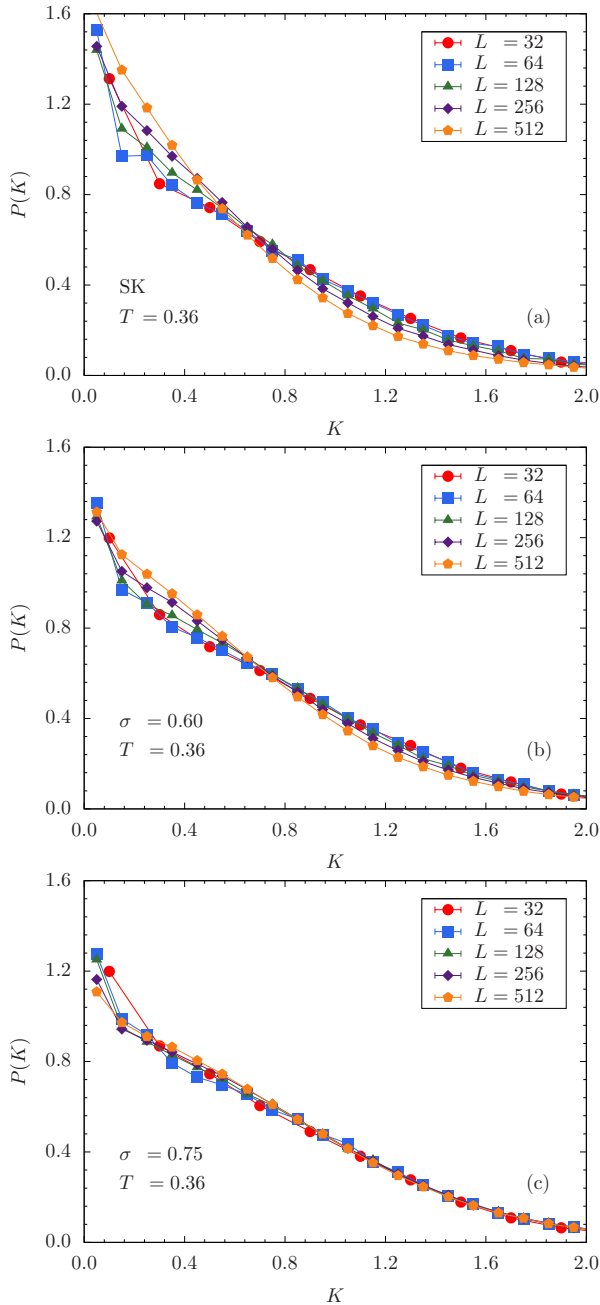 1.6
1.2
0.8
0.4
0.0
P(K)
L = 32
L = 64
L = 128
L = 256
L = 512
SK
T = 0.36
(a)
0.0 0.4 0.8 1.2 1.6 2.0
K
1.6
1.2
0.8
0.4
0.0
P(K)
L = 32
L = 64
L = 128
L = 256
L = 512
σ = 0.60
T = 0.36
(b)
0.0 0.4 0.8 1.2 1.6 2.0
K
1.6
1.2
0.8
0.4
0.0
P(K)
L = 32
L = 64
L = 128
L = 256
L = 512
σ = 0.75
T = 0.36
(c)
0.0 0.4 0.8 1.2 1.6 2.0
K